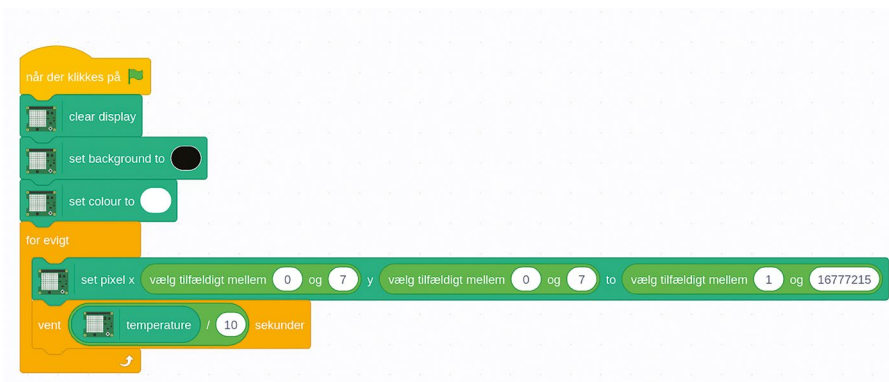 når der klikkes på
clear display
set background to
set colour to
for evigt
set pixel x vælg tilfældigt mellem 0 og 7 y vælg tilfældigt mellem 0 og 7 to vælg tilfældigt mellem 1 og 16777215
vent temperature / 10 sekunder